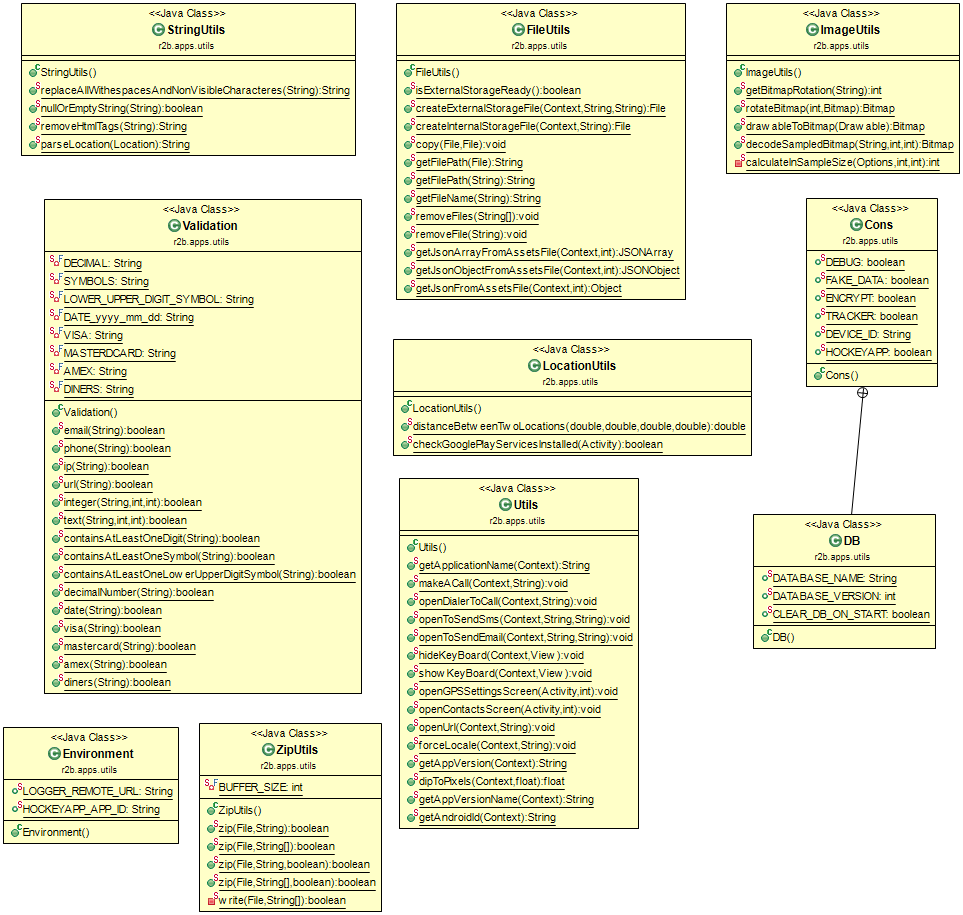 <<Java Class>>
StringUtils
r2b.apps.utils
StringUtils()
replaceAllWithespacesAndNonVisibleCharacteres(String):String
nullOrEmptyString(String):boolean
removeHtmlTags(String):String
parseLocation(Location):String
<<Java Class>>
FileUtils
r2b.apps.utils
FileUtils()
isExternalStorageReady():boolean
createExternalStorageFile(Context,String,String):File
createInternalStorageFile(Context,String):File
copy(File,File):void
getFilePath(File):String
getFilePath(String):String
getFileName(String):String
removeFiles(String[]):void
removeFile(String):void
getJsonArrayFromAssetsFile(Context,int):JSONArray
getJsonObjectFromAssetsFile(Context,int):JSONObject
getJsonFromAssetsFile(Context,int):Object
<<Java Class>>
ImageUtils
r2b.apps.utils
ImageUtils()
getBitmapRotation(String):int
rotateBitmap(int,Bitmap):Bitmap
drawableToBitmap(Drawable):Bitmap
decodeSampledBitmap(String,int,int):Bitmap
calculateInSampleSize(Options,int,int):int
<<Java Class>>
Validation
r2b.apps.utils
DECIMAL: String
SYMBOLS: String
LOWER_UPPER_DIGIT_SYMBOL: String
DATE_yyyy_mm_dd: String
VISA: String
MASTERDCARD: String
AMEX: String
DINERS: String
Validation()
email(String):boolean
phone(String):boolean
ip(String):boolean
url(String):boolean
integer(String,int,int):boolean
text(String,int,int):boolean
containsAtLeastOneDigit(String):boolean
containsAtLeastOneSymbol(String):boolean
containsAtLeastOneLowerUpperDigitSymbol(String):boolean
decimalNumber(String):boolean
date(String):boolean
visa(String):boolean
mastercard(String):boolean
amex(String):boolean
diners(String):boolean
<<Java Class>>
Cons
r2b.apps.utils
DEBUG: boolean
FAKE_DATA: boolean
ENCRYPT: boolean
TRACKER: boolean
DEVICE_ID: String
HOCKEYAPP: boolean
Cons()
<<Java Class>>
LocationUtils
r2b.apps.utils
LocationUtils()
distanceBetweenTwoLocations(double,double,double,double):double
checkGooglePlayServicesInstalled(Activity):boolean
<<Java Class>>
Utils
r2b.apps.utils
Utils()
getApplicationName(Context):String
makeACall(Context,String):void
openDialerToCall(Context,String):void
openToSendSms(Context,String,String):void
openToSendEmail(Context,String,String):void
hideKeyBoard(Context,View):void
showKeyBoard(Context,View):void
openGPSSettingsScreen(Activity,int):void
openContactsScreen(Activity,int):void
openUrl(Context,String):void
forceLocale(Context,String):void
getAppVersion(Context):String
dipToPixels(Context,float):float
getAppVersionName(Context):String
getAndroidId(Context):String
<<Java Class>>
DB
r2b.apps.utils
DATABASE_NAME: String
DATABASE_VERSION: int
CLEAR_DB_ON_START: boolean
DB()
<<Java Class>>
Environment
r2b.apps.utils
LOGGER_REMOTE_URL: String
HOCKEYAPP_APP_ID: String
Environment()
<<Java Class>>
ZipUtils
r2b.apps.utils
BUFFER_SIZE: int
ZipUtils()
zip(File,String):boolean
zip(File,String[]):boolean
zip(File,String,boolean):boolean
zip(File,String[],boolean):boolean
write(File,String[]):boolean